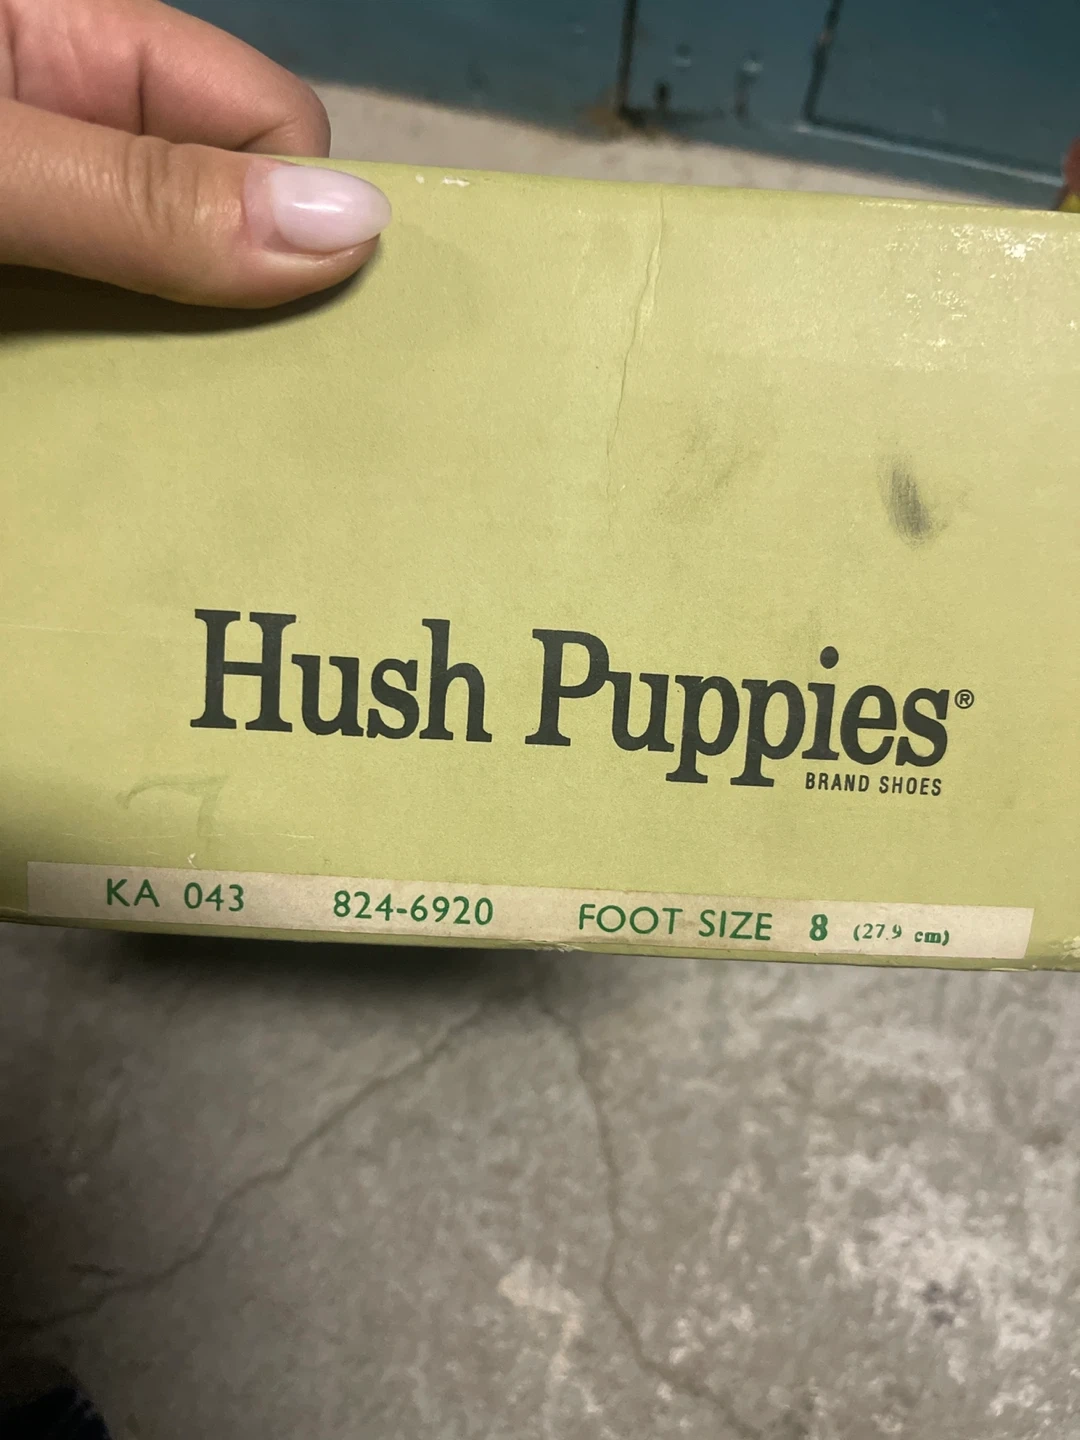 Hush Puppies®
BRAND SHOES
KA 043 824-6920 FOOT SIZE 8 (27.9 cm)